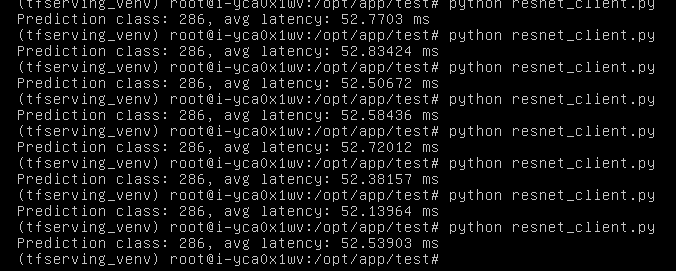 (tfserving_venv) root@i-yca0x1wv:/opt/app/test# python resnet_client.py
Prediction class: 286, avg latency: 52.7703 ms
(tfserving_venv) root@i-yca0x1wv:/opt/app/test# python resnet_client.py
Prediction class: 286, avg latency: 52.83424 ms
(tfserving_venv) root@i-yca0x1wv:/opt/app/test# python resnet_client.py
Prediction class: 286, avg latency: 52.50672 ms
(tfserving_venv) root@i-yca0x1wv:/opt/app/test# python resnet_client.py
Prediction class: 286, avg latency: 52.58436 ms
(tfserving_venv) root@i-yca0x1wv:/opt/app/test# python resnet_client.py
Prediction class: 286, avg latency: 52.72012 ms
(tfserving_venv) root@i-yca0x1wv:/opt/app/test# python resnet_client.py
Prediction class: 286, avg latency: 52.38157 ms
(tfserving_venv) root@i-yca0x1wv:/opt/app/test# python resnet_client.py
Prediction class: 286, avg latency: 52.13964 ms
(tfserving_venv) root@i-yca0x1wv:/opt/app/test# python resnet_client.py
Prediction class: 286, avg latency: 52.53903 ms
(tfserving_venv) root@i-yca0x1wv:/opt/app/test#